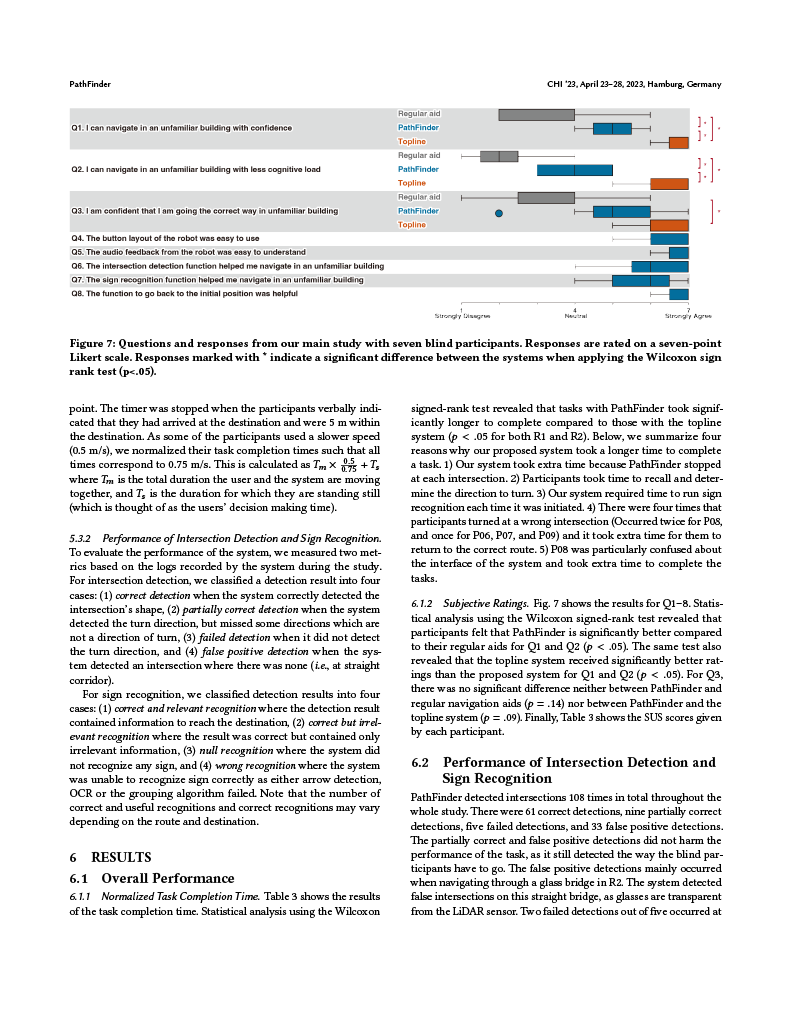 PathFinder
CHI '23, April 23–28, 2023, Hamburg, Germany
Regular aid
Q1. I can navigate in an unfamiliar building with confidence
PathFinder
Topline
Regular aid
Q2. I can navigate in an unfamiliar building with less cognitive load
PathFinder
Topline
Regular aid
Q3. I am confident that I am going the correct way in unfamiliar building
PathFinder
Topline
Q4. The button layout of the robot was easy to use
Q5. The audio feedback from the robot was easy to understand
Q6. The intersection detection function helped me navigate in an unfamiliar building
Q7. The sign recognition function helped me navigate in an unfamiliar building
Q8. The function to go back to the initial position was helpful
1 4 7
Strongly Disagree Neutral Strongly Agree
* * *
* * *
*
Figure 7: Questions and responses from our main study with seven blind participants. Responses are rated on a seven-point
Likert scale. Responses marked with * indicate a significant difference between the systems when applying the Wilcoxon sign
rank test (p<.05).
point. The timer was stopped when the participants verbally indi-
cated that they had arrived at the destination and were 5 m within
the destination. As some of the participants used a slower speed
(0.5 m/s), we normalized their task completion times such that all
times correspond to 0.75 m/s. This is calculated as Tm × 0.5/0.75 + Ts
where Tm is the total duration the user and the system are moving
together, and Ts is the duration for which they are standing still
(which is thought of as the users' decision making time).
5.3.2 Performance of Intersection Detection and Sign Recognition.
To evaluate the performance of the system, we measured two met-
rics based on the logs recorded by the system during the study.
For intersection detection, we classified a detection result into four
cases: (1) correct detection when the system correctly detected the
intersection's shape, (2) partially correct detection when the system
detected the turn direction, but missed some directions which are
not a direction of turn, (3) failed detection when it did not detect
the turn direction, and (4) false positive detection when the sys-
tem detected an intersection where there was none (i.e., at straight
corridor).
For sign recognition, we classified detection results into four
cases: (1) correct and relevant recognition where the detection result
contained information to reach the destination, (2) correct but irrel-
evant recognition where the result was correct but contained only
irrelevant information, (3) null recognition where the system did
not recognize any sign, and (4) wrong recognition where the system
was unable to recognize sign correctly as either arrow detection,
OCR or the grouping algorithm failed. Note that the number of
correct and useful recognitions and correct recognitions may vary
depending on the route and destination.
6 RESULTS
6.1 Overall Performance
6.1.1 Normalized Task Completion Time. Table 3 shows the results
of the task completion time. Statistical analysis using the Wilcoxon
signed-rank test revealed that tasks with PathFinder took signif-
icantly longer to complete compared to those with the topline
system (p < .05 for both R1 and R2). Below, we summarize four
reasons why our proposed system took a longer time to complete
a task. 1) Our system took extra time because PathFinder stopped
at each intersection. 2) Participants took time to recall and deter-
mine the direction to turn. 3) Our system required time to run sign
recognition each time it was initiated. 4) There were four times that
participants turned at a wrong intersection (Occurred twice for P08,
and once for P06, P07, and P09) and it took extra time for them to
return to the correct route. 5) P08 was particularly confused about
the interface of the system and took extra time to complete the
tasks.
6.1.2 Subjective Ratings. Fig. 7 shows the results for Q1–8. Statis-
tical analysis using the Wilcoxon signed-rank test revealed that
participants felt that PathFinder is significantly better compared
to their regular aids for Q1 and Q2 (p < .05). The same test also
revealed that the topline system received significantly better rat-
ings than the proposed system for Q1 and Q2 (p < .05). For Q3,
there was no significant difference neither between PathFinder and
regular navigation aids (p = .14) nor between PathFinder and the
topline system (p = .09). Finally, Table 3 shows the SUS scores given
by each participant.
6.2 Performance of Intersection Detection and
Sign Recognition
PathFinder detected intersections 108 times in total throughout the
whole study. There were 61 correct detections, nine partially correct
detections, five failed detections, and 33 false positive detections.
The partially correct and false positive detections did not harm the
performance of the task, as it still detected the way the blind par-
ticipants have to go. The false positive detections mainly occurred
when navigating through a glass bridge in R2. The system detected
false intersections on this straight bridge, as glasses are transparent
from the LiDAR sensor. Two failed detections out of five occurred at